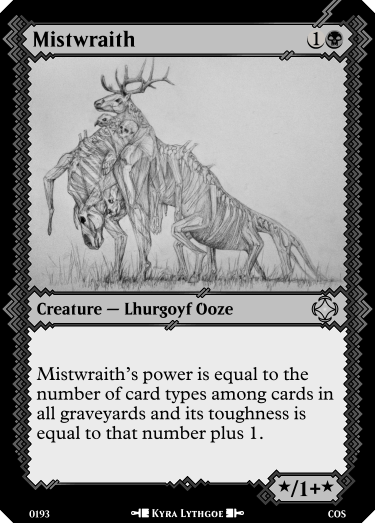 Mistwraith 1
Creature — Lhurgoyf Ooze
Mistwraith's power is equal to the
number of card types among cards in
all graveyards and its toughness is
equal to that number plus 1.
★/1+★
0193 Kyra Lythgoe COS